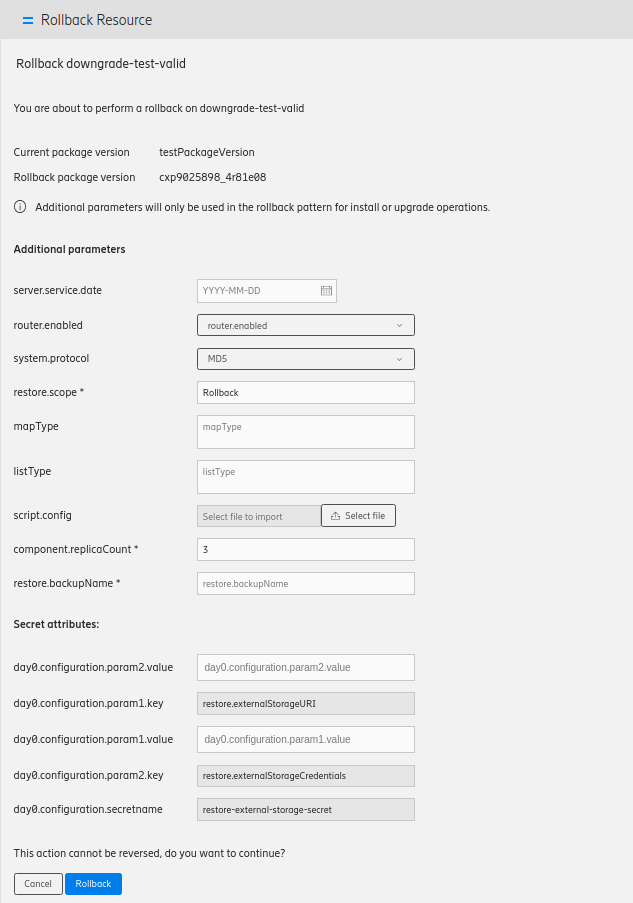 Rollback Resource
Rollback downgrade-test-valid
You are about to perform a rollback on downgrade-test-valid
Current package version testPackageVersion
Rollback package version cxp9025898_4r81e08
Additional parameters will only be used in the rollback pattern for install or upgrade operations.
Additional parameters
server.service.date YYYY-MM-DD
router.enabled router.enabled
system.protocol MD5
restore.scope * Rollback
mapType mapType
listType listType
script.config Select file to import Select file
component.replicaCount * 3
restore.backupName * restore.backupName
Secret attributes:
day0.configuration.param2.value day0.configuration.param2.value
day0.configuration.param1.key restore.externalStorageURI
day0.configuration.param1.value day0.configuration.param1.value
day0.configuration.param2.key restore.externalStorageCredentials
day0.configuration.secretname restore-external-storage-secret
This action cannot be reversed, do you want to continue?
Cancel Rollback